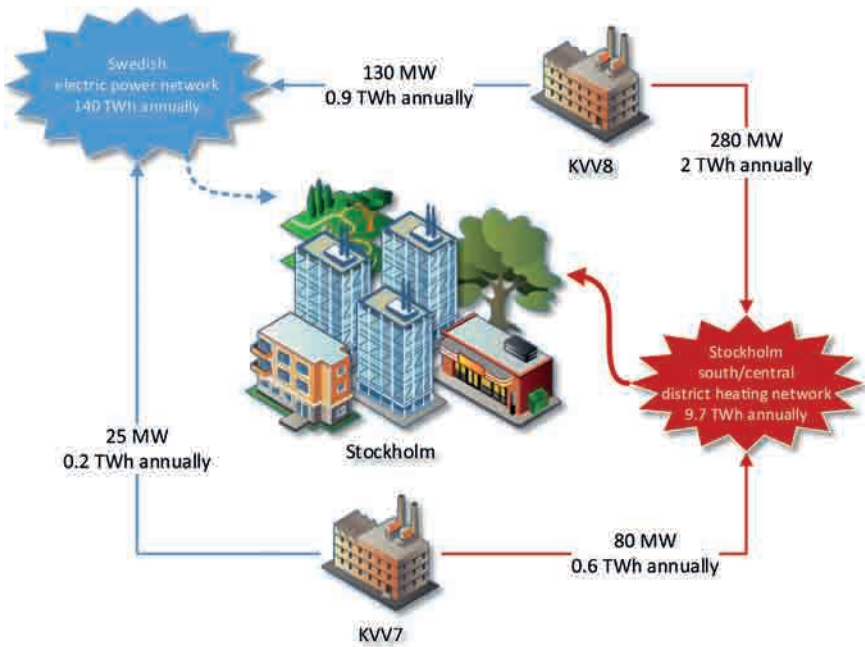 Swedish
electric power network
140 TWh annually
130 MW
0.9 TWh annually
KVV8
280 MW
2 TWh annually
Stockholm
south/central
district heating network
9.7 TWh annually
Stockholm
25 MW
0.2 TWh annually
80 MW
0.6 TWh annually
KVV7